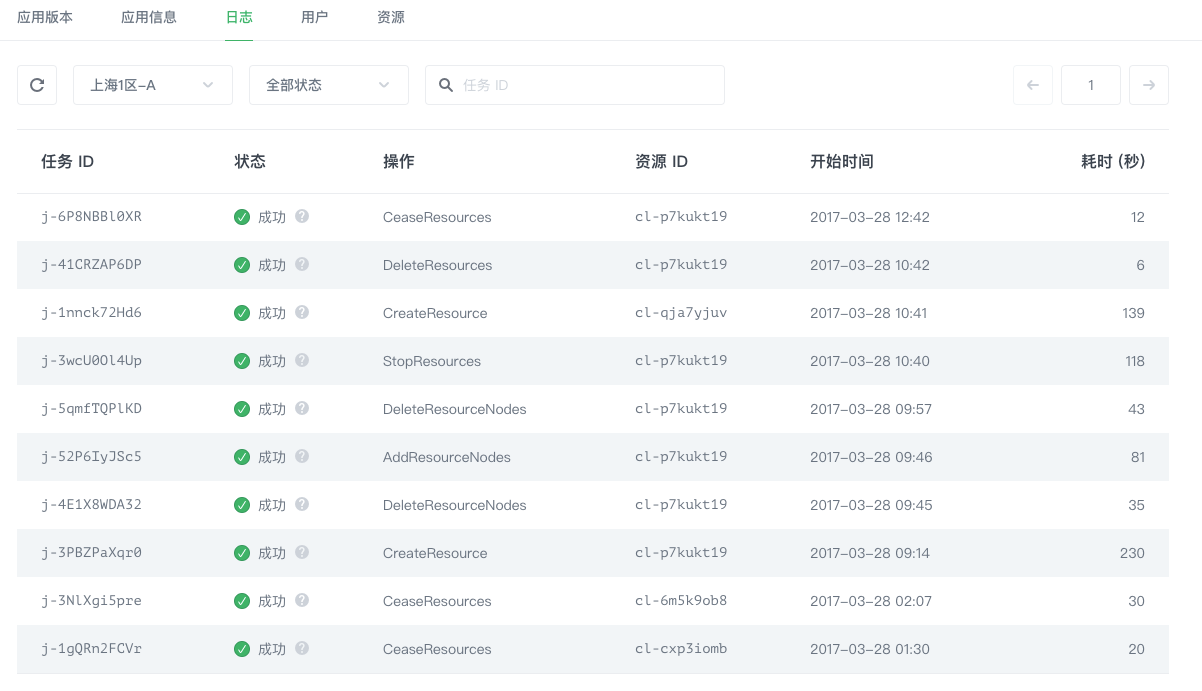 应用版本 应用信息 日志 用户 资源
上海1区-A 全部状态 任务 ID 1
任务 ID 状态 操作 资源 ID 开始时间 耗时 (秒)
j-6P8NBBl0XR 成功 CeaseResources cl-p7kukt19 2017-03-28 12:42 12
j-41CRZAP6DP 成功 DeleteResources cl-p7kukt19 2017-03-28 10:42 6
j-1nnck72Hd6 成功 CreateResource cl-qja7yjuv 2017-03-28 10:41 139
j-3wcU0Ol4Up 成功 StopResources cl-p7kukt19 2017-03-28 10:40 118
j-5qmfTQPlKD 成功 DeleteResourceNodes cl-p7kukt19 2017-03-28 09:57 43
j-52P6IyJSc5 成功 AddResourceNodes cl-p7kukt19 2017-03-28 09:46 81
j-4E1X8WDA32 成功 DeleteResourceNodes cl-p7kukt19 2017-03-28 09:45 35
j-3PBZPaXqr0 成功 CreateResource cl-p7kukt19 2017-03-28 09:14 230
j-3NlXgi5pre 成功 CeaseResources cl-6m5k9ob8 2017-03-28 02:07 30
j-1gQRn2FCVr 成功 CeaseResources cl-cxp3iomb 2017-03-28 01:30 20